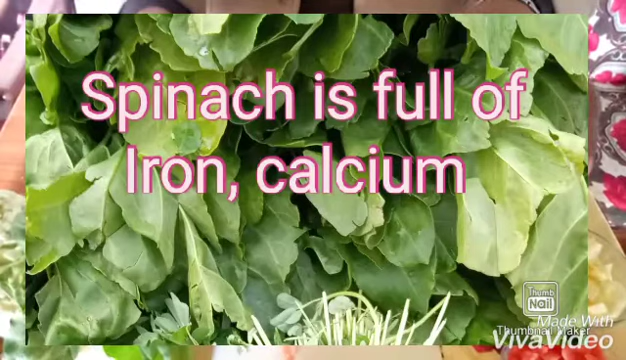 Spinach is full of
Iron, calcium
Thumb
Nail
Made With
Thumbnail Maker
VivaVideo